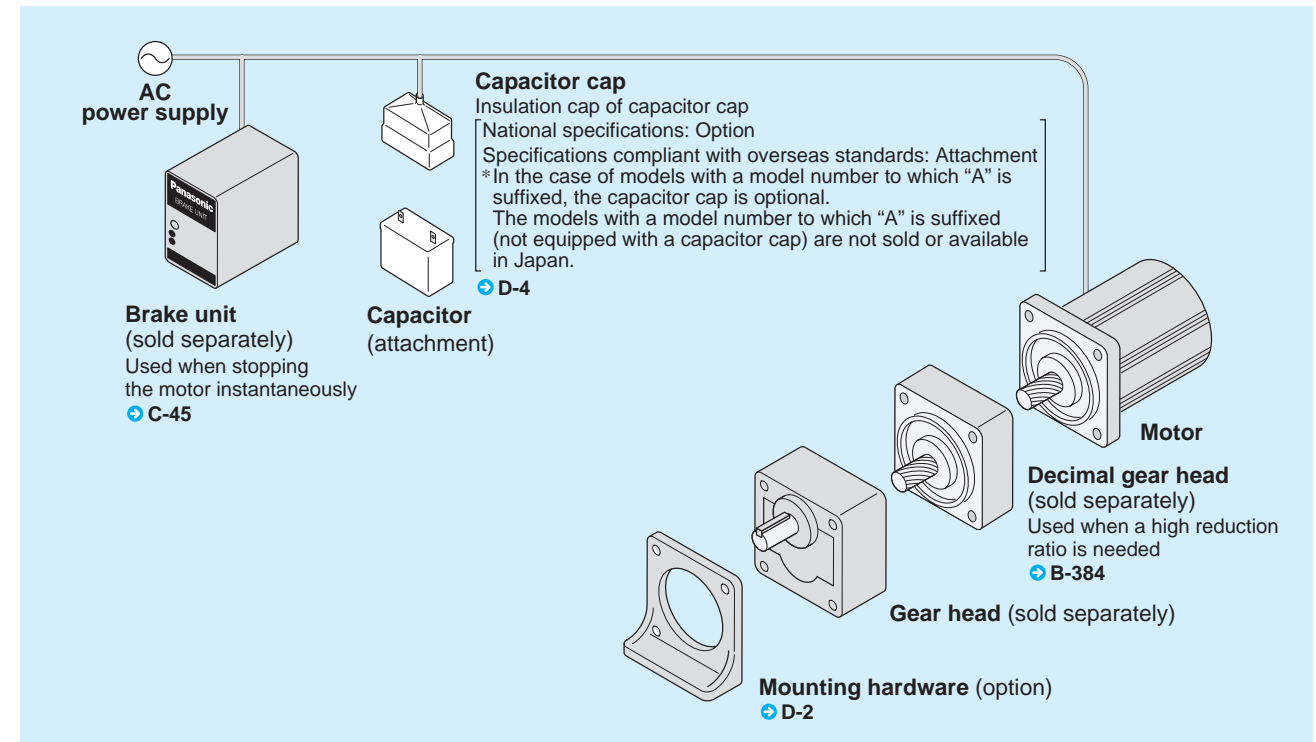 AC
power supply
Panasonic
BRAKE UNIT
Brake unit
(sold separately)
Used when stopping
the motor instantaneously
C-45
Capacitor cap
Insulation cap of capacitor cap
National specifications: Option
Specifications compliant with overseas standards: Attachment
*In the case of models with a model number to which “A” is
suffixed, the capacitor cap is optional.
The models with a model number to which “A” is suffixed
(not equipped with a capacitor cap) are not sold or available
in Japan.
D-4
Capacitor
(attachment)
Motor
Decimal gear head
(sold separately)
Used when a high reduction
ratio is needed
B-384
Gear head (sold separately)
Mounting hardware (option)
D-2